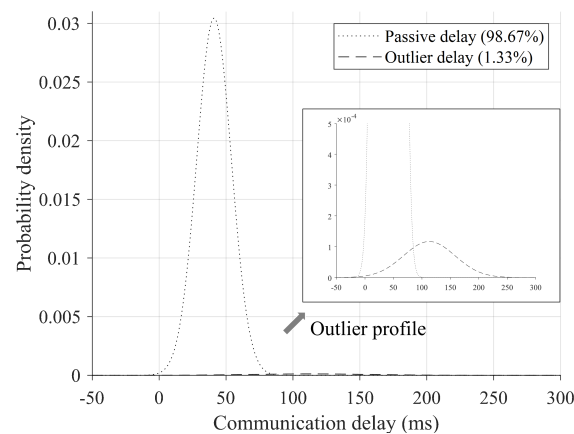 0.03
0.025
0.02
0.015
0.01
0.005
0
Probability density
-50 0 50 100 150 200 250 300
Communication delay (ms)
Passive delay (98.67%)
Outlier delay (1.33%)
×10⁻⁴
5
4
3
2
1
0
-50 0 50 100 150 200 250 300
Outlier profile